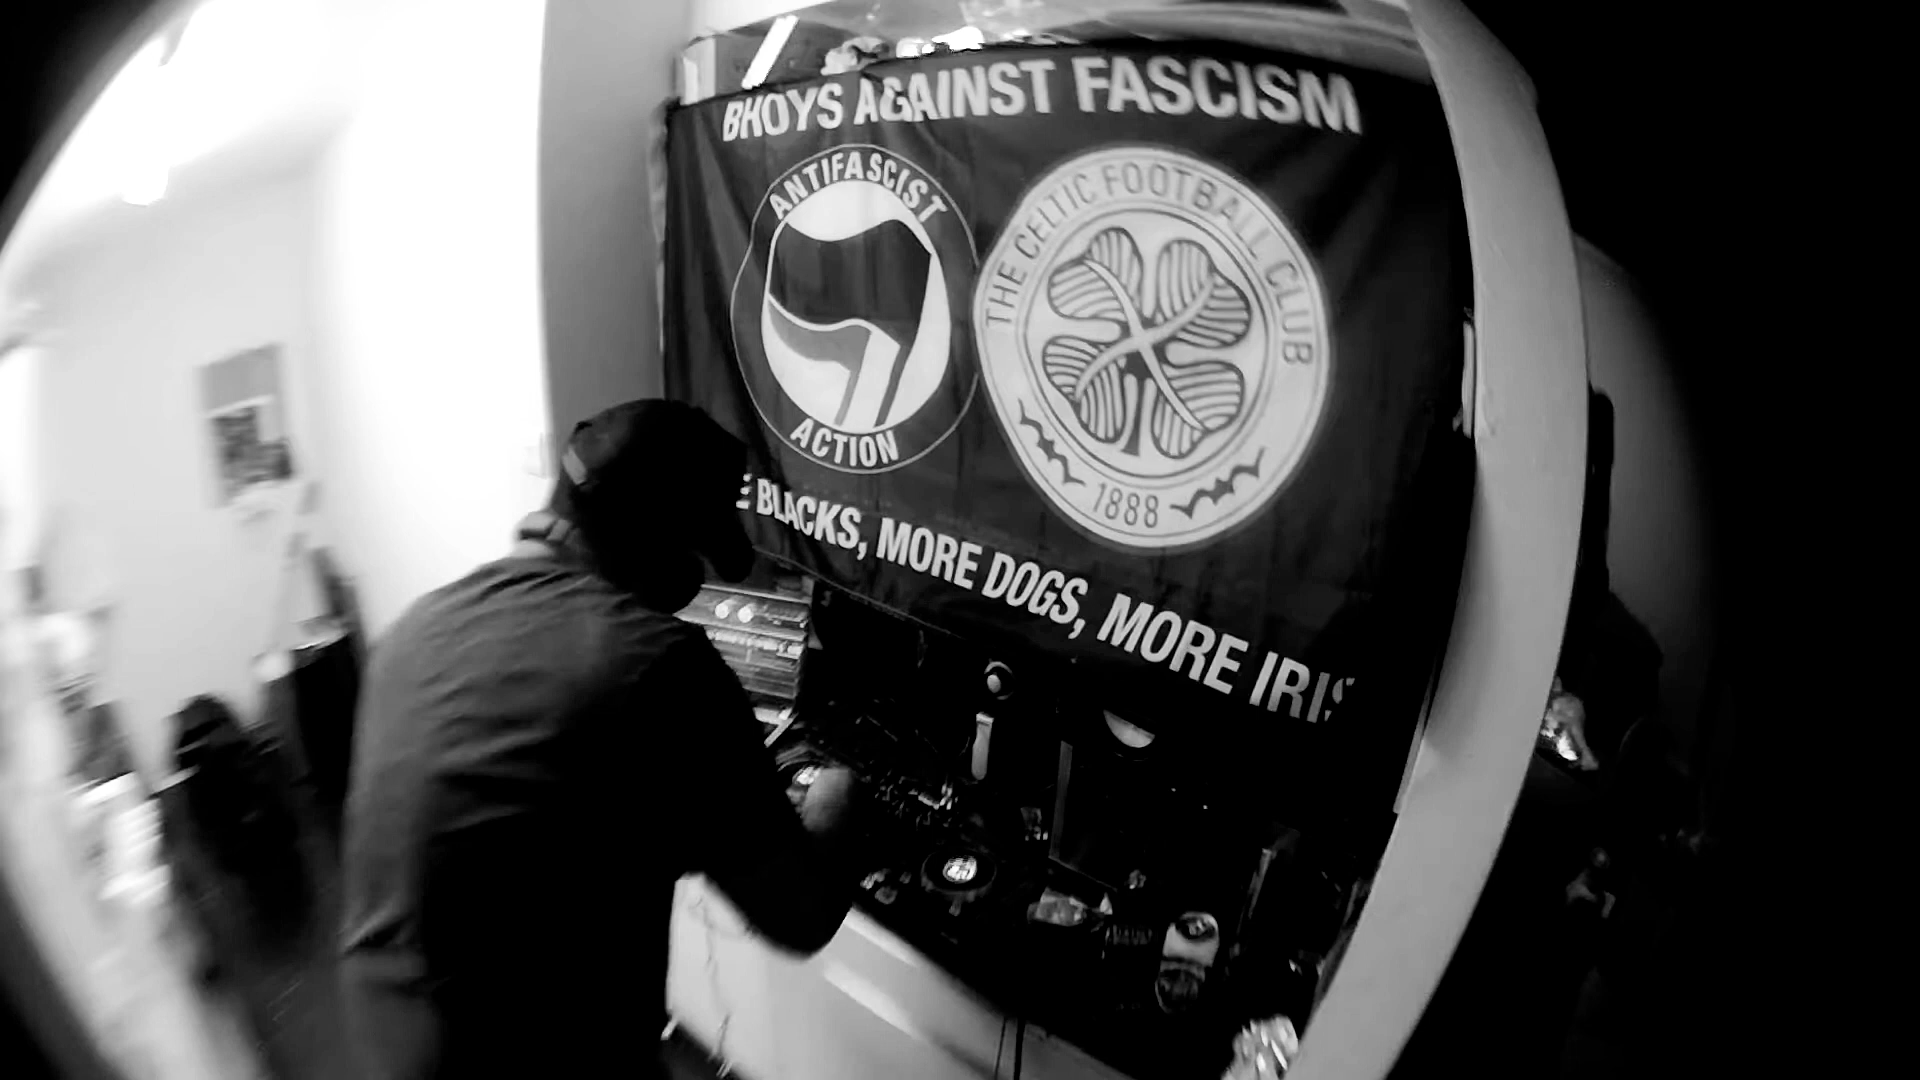 BHOYS AGAINST FASCISM
ANTIFASCIST
ACTION
THE CELTIC FOOTBALL CLUB
1888
BLACKS, MORE DOGS, MORE IRIS